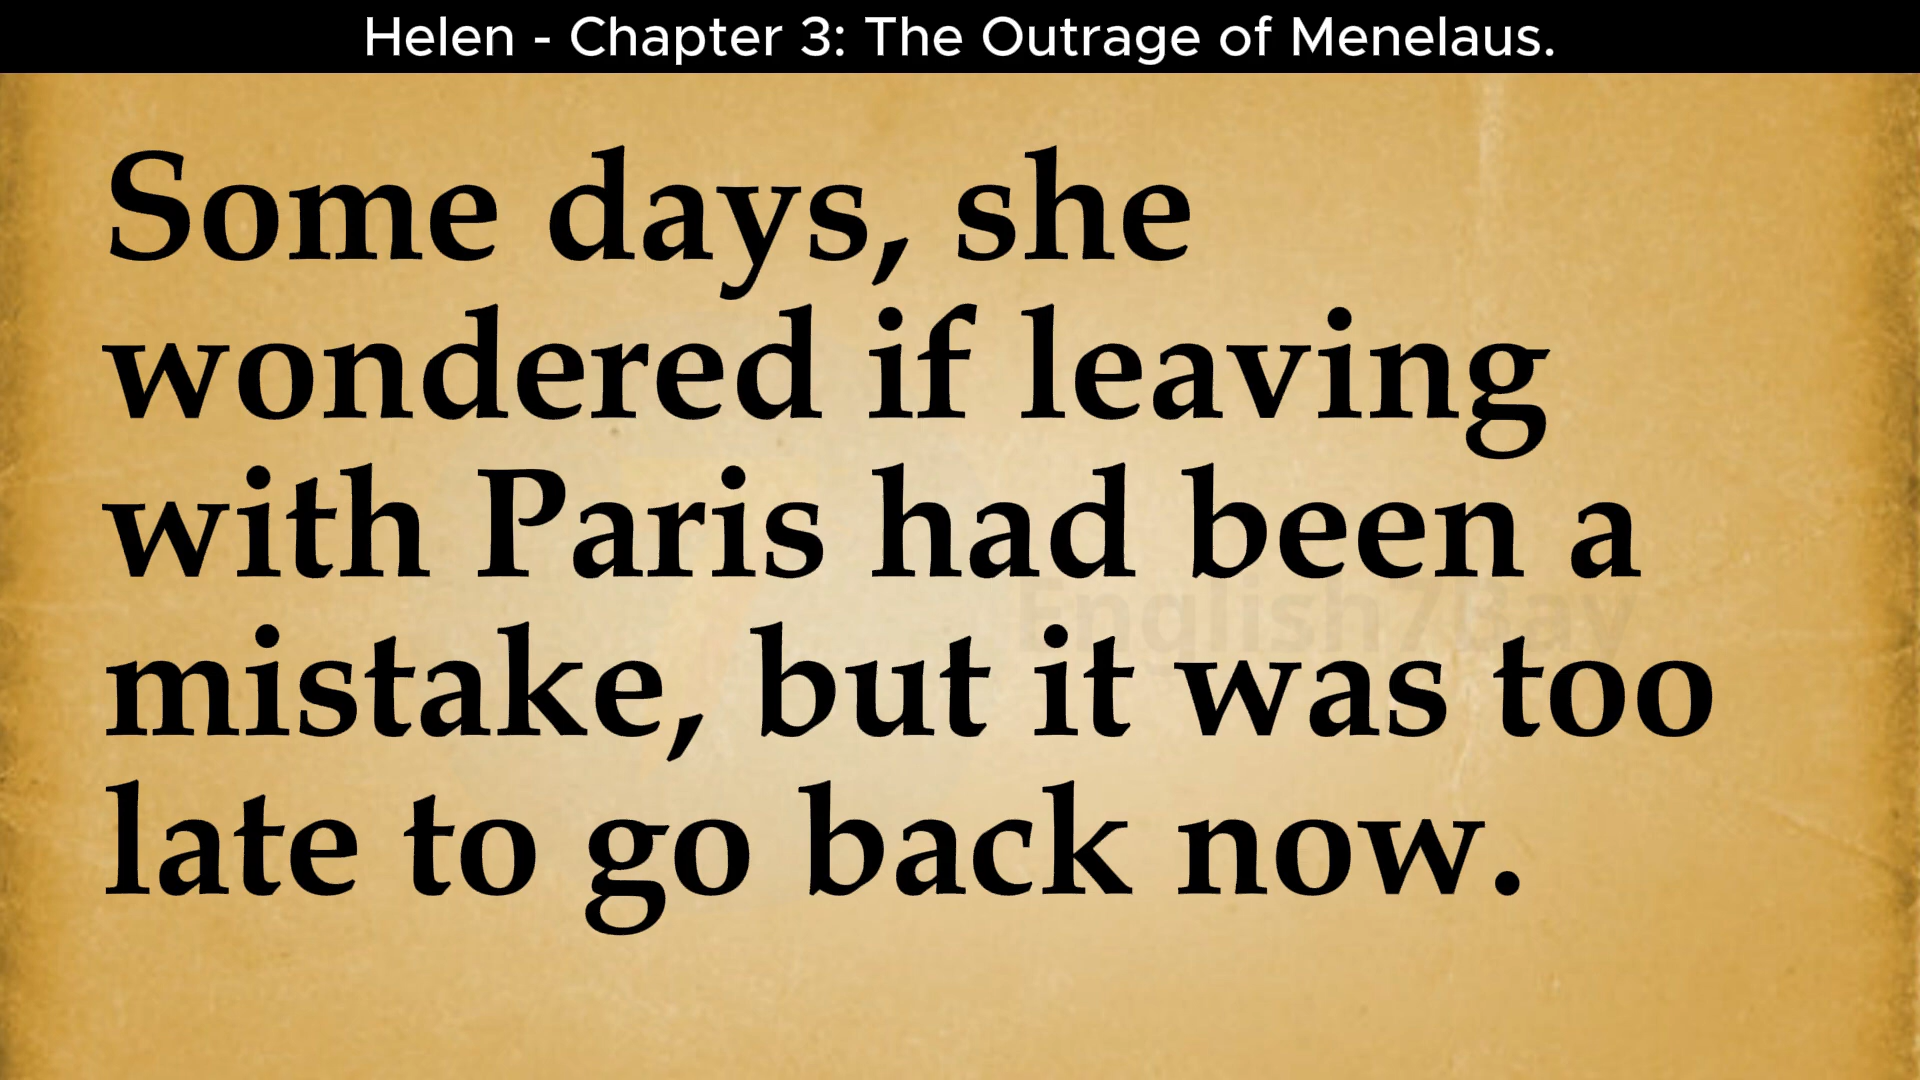 Helen - Chapter 3: The Outrage of Menelaus.
Some days, she
wondered if leaving
with Paris had been a
English7Bay
mistake, but it was too
late to go back now.